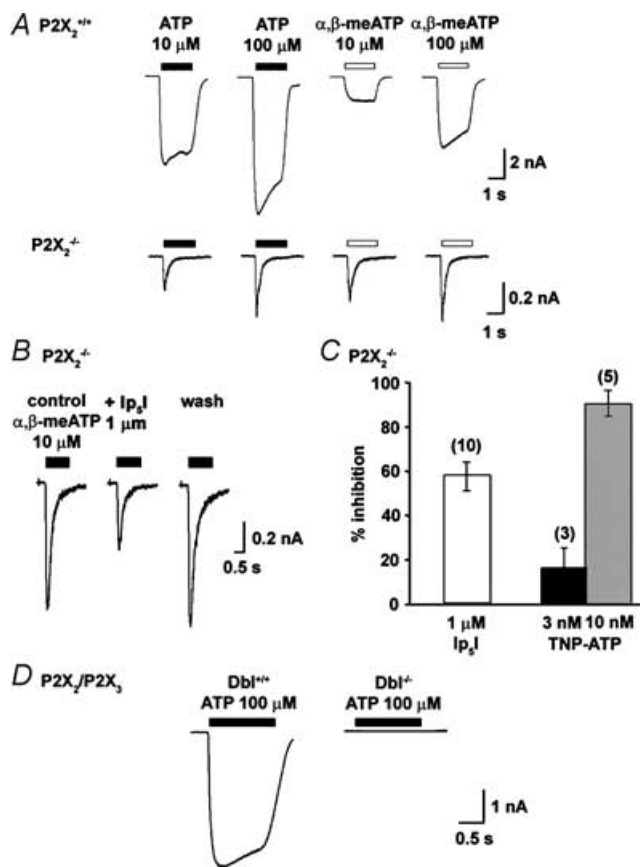 A P2X₂⁺/⁺
ATP
10 µM
ATP
100 µM
α,β-meATP
10 µM
α,β-meATP
100 µM
2 nA
1 s
P2X₂⁻/⁻
0.2 nA
1 s
B P2X₂⁻/⁻
control
α,β-meATP
10 µM
+ Ip₅I
1 µm
wash
0.2 nA
0.5 s
C P2X₂⁻/⁻
% inhibition
100
80
60
40
20
0
(10)
(3)
(5)
1 µM
Ip₅I
3 nM 10 nM
TNP-ATP
D P2X₂/P2X₃
Dbl⁺/⁺
ATP 100 µM
Dbl⁻/⁻
ATP 100 µM
1 nA
0.5 s